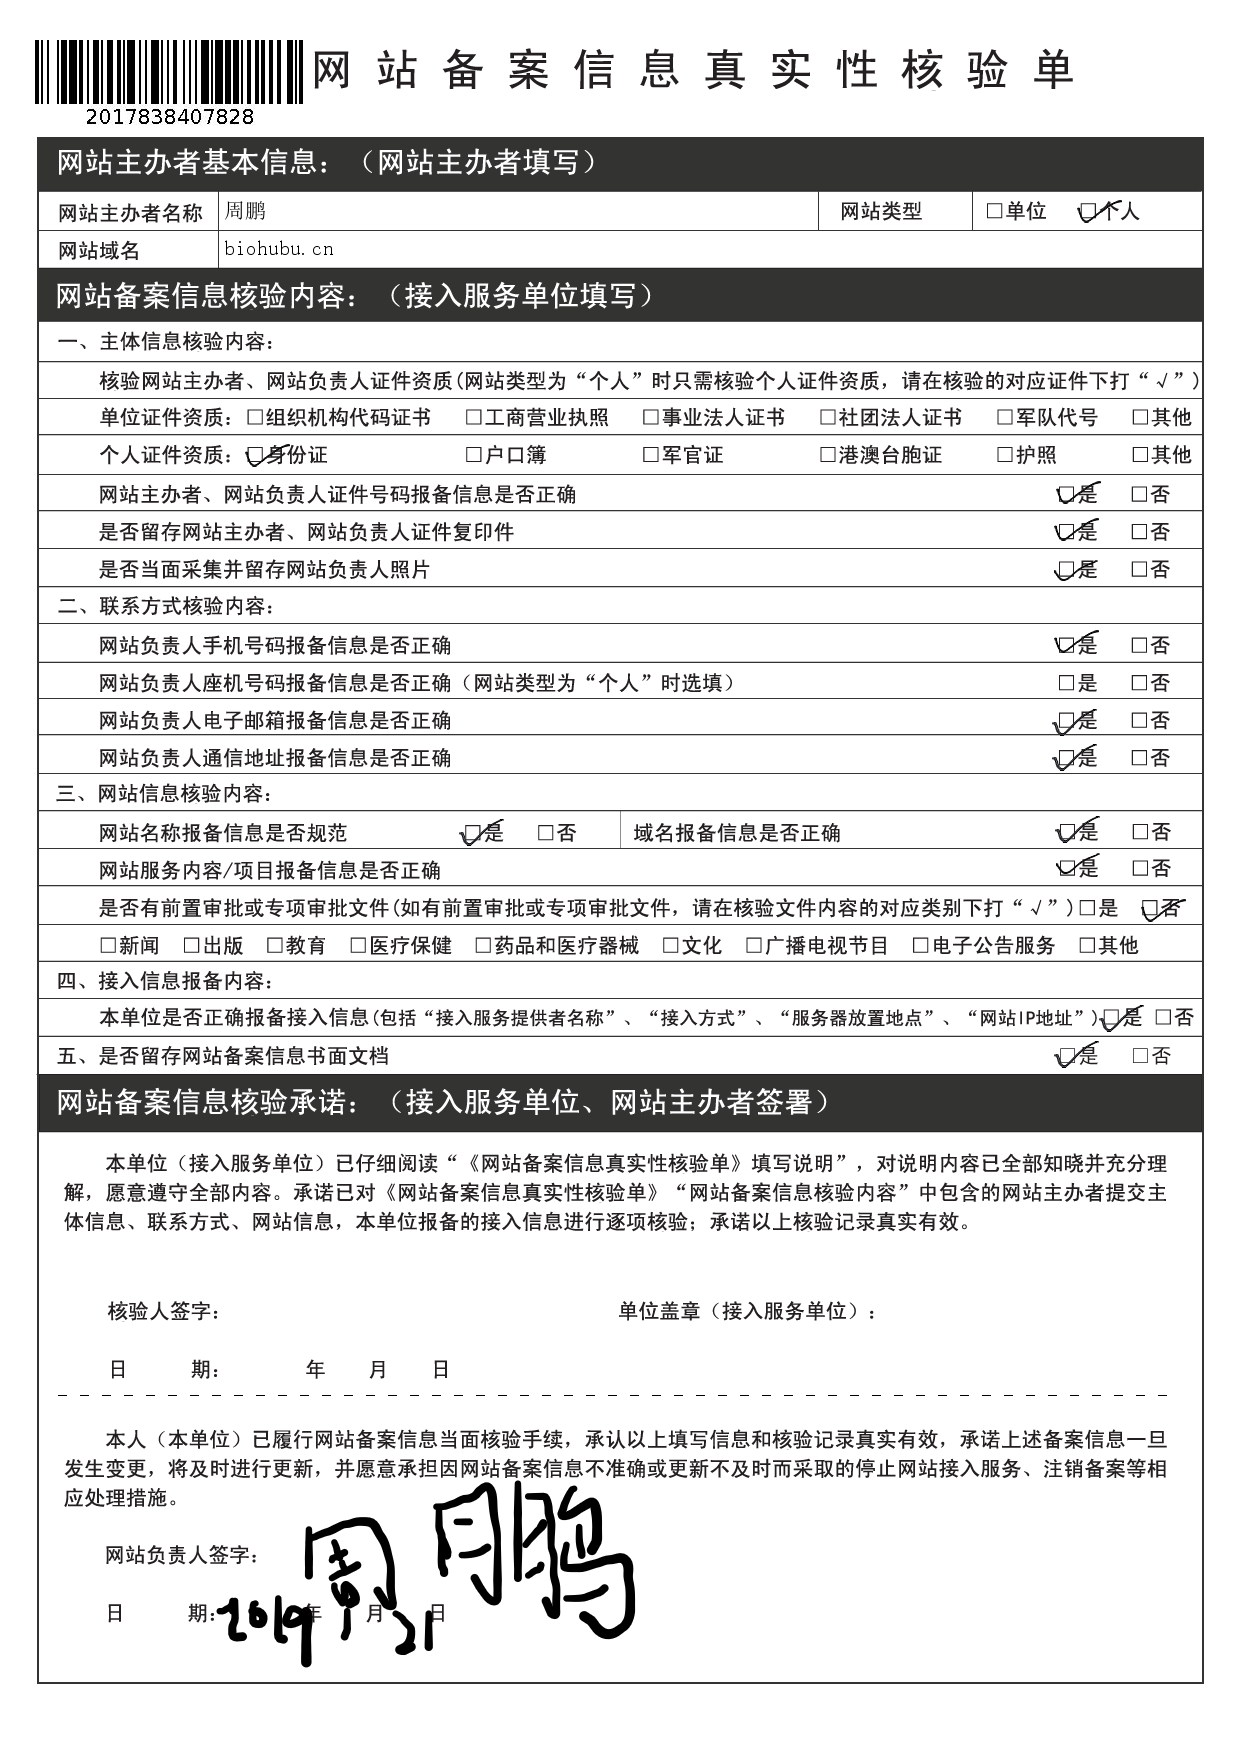 网站备案信息真实性核验单
2017838407828
网站主办者基本信息：（网站主办者填写）
网站主办者名称 周鹏 网站类型 □单位 ☑个人
网站域名 biohubu.cn
网站备案信息核验内容：（接入服务单位填写）
一、主体信息核验内容：
核验网站主办者、网站负责人证件资质(网站类型为“个人”时只需核验个人证件资质，请在核验的对应证件下打“√”)
单位证件资质：□组织机构代码证书 □工商营业执照 □事业法人证书 □社团法人证书 □军队代号 □其他
个人证件资质：☑身份证 □户口簿 □军官证 □港澳台胞证 □护照 □其他
网站主办者、网站负责人证件号码报备信息是否正确 ☑是 □否
是否留存网站主办者、网站负责人证件复印件 ☑是 □否
是否当面采集并留存网站负责人照片 ☑是 □否
二、联系方式核验内容：
网站负责人手机号码报备信息是否正确 ☑是 □否
网站负责人座机号码报备信息是否正确（网站类型为“个人”时选填） □是 □否
网站负责人电子邮箱报备信息是否正确 ☑是 □否
网站负责人通信地址报备信息是否正确 ☑是 □否
三、网站信息核验内容：
网站名称报备信息是否规范 ☑是 □否 域名报备信息是否正确 ☑是 □否
网站服务内容/项目报备信息是否正确 ☑是 □否
是否有前置审批或专项审批文件(如有前置审批或专项审批文件，请在核验文件内容的对应类别下打“√”)□是 ☑否
□新闻 □出版 □教育 □医疗保健 □药品和医疗器械 □文化 □广播电视节目 □电子公告服务 □其他
四、接入信息报备内容：
本单位是否正确报备接入信息(包括“接入服务提供者名称”、“接入方式”、“服务器放置地点”、“网站IP地址”)☑是 □否
五、是否留存网站备案信息书面文档 ☑是 □否
网站备案信息核验承诺：（接入服务单位、网站主办者签署）
本单位（接入服务单位）已仔细阅读“《网站备案信息真实性核验单》填写说明”，对说明内容已全部知晓并充分理
解，愿意遵守全部内容。承诺已对《网站备案信息真实性核验单》“网站备案信息核验内容”中包含的网站主办者提交主
体信息、联系方式、网站信息，本单位报备的接入信息进行逐项核验；承诺以上核验记录真实有效。
核验人签字： 单位盖章（接入服务单位）：
日 期： 年 月 日
本人（本单位）已履行网站备案信息当面核验手续，承认以上填写信息和核验记录真实有效，承诺上述备案信息一旦
发生变更，将及时进行更新，并愿意承担因网站备案信息不准确或更新不及时而采取的停止网站接入服务、注销备案等相
应处理措施。
网站负责人签字：周鹏
日 期：2019年1月21日